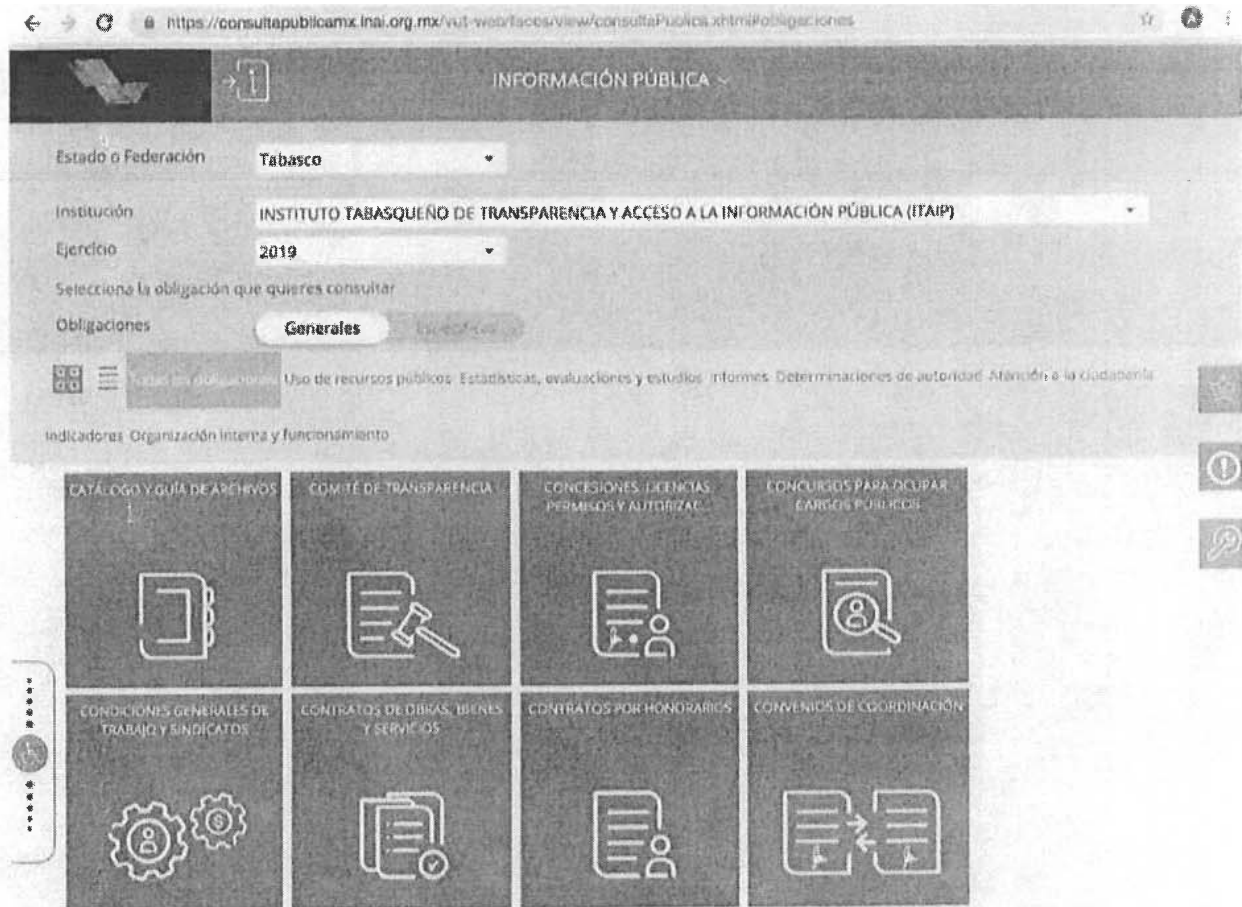 https://consultapublicamx.inai.org.mx/vut-web/faces/view/consultaPublica.xhtml#obligaciones
A
INFORMACIÓN PÚBLICA
Estado o Federación
Tabasco
Institución
INSTITUTO TABASQUEÑO DE TRANSPARENCIA Y ACCESO A LA INFORMACIÓN PÚBLICA (ITAIP)
Ejercicio
2019
Selecciona la obligación que quieres consultar
Obligaciones
Generales
Todas las obligaciones Uso de recursos públicos Estadísticas, evaluaciones y estudios Informes Determinaciones de autoridad Atención a la ciudadanía
Indicadores Organización interna y funcionamiento
CATÁLOGO Y GUÍA DE ARCHIVOS
COMITÉ DE TRANSPARENCIA
CONCESIONES, LICENCIAS,
PERMISOS Y AUTORIZAC...
CONCURSOS PARA OCUPAR
CARGOS PÚBLICOS
CONDICIONES GENERALES DE
TRABAJO Y SINDICATOS
CONTRATOS DE OBRAS, BIENES
Y SERVICIOS
CONTRATOS POR HONORARIOS
CONVENIOS DE COORDINACIÓN